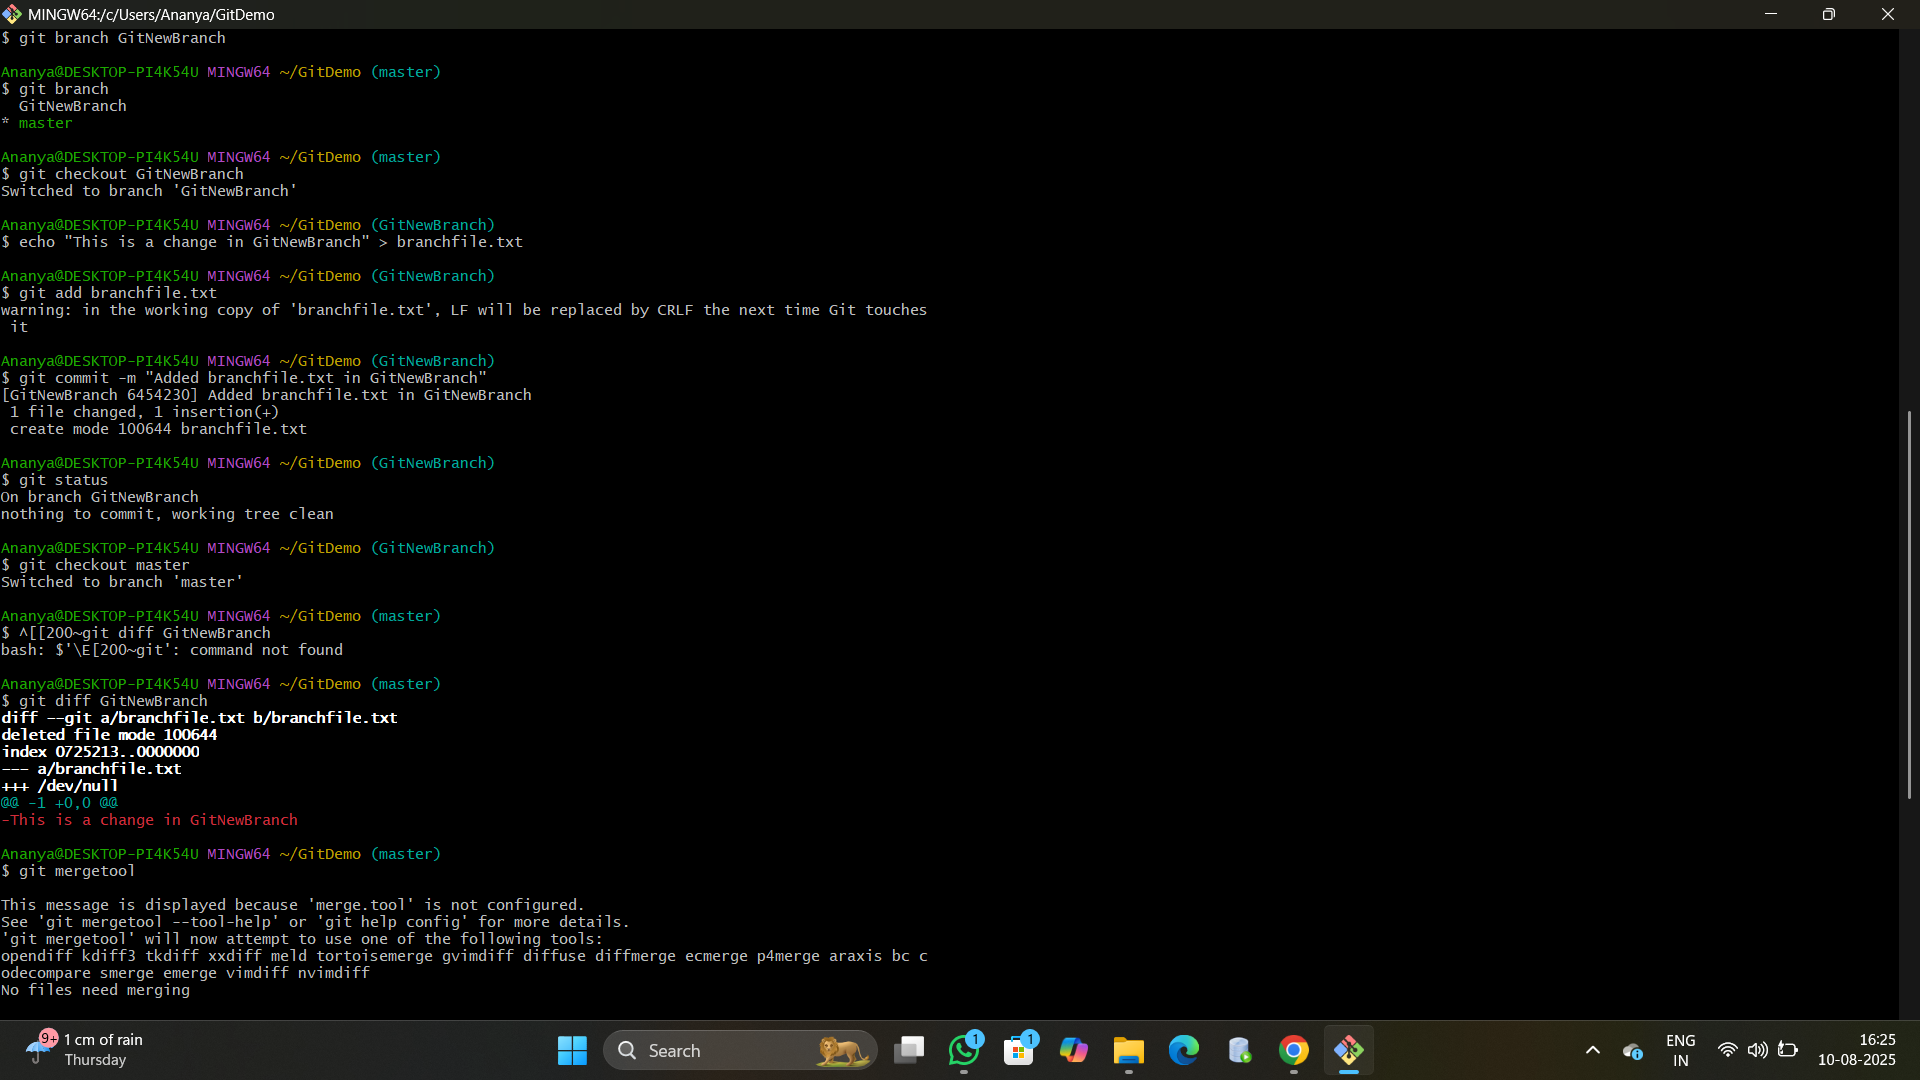 MINGW64:/c/Users/Ananya/GitDemo
$ git branch GitNewBranch
Ananya@DESKTOP-PI4K54U MINGW64 ~/GitDemo (master)
$ git branch
  GitNewBranch
* master
Ananya@DESKTOP-PI4K54U MINGW64 ~/GitDemo (master)
$ git checkout GitNewBranch
Switched to branch 'GitNewBranch'
Ananya@DESKTOP-PI4K54U MINGW64 ~/GitDemo (GitNewBranch)
$ echo "This is a change in GitNewBranch" > branchfile.txt
Ananya@DESKTOP-PI4K54U MINGW64 ~/GitDemo (GitNewBranch)
$ git add branchfile.txt
warning: in the working copy of 'branchfile.txt', LF will be replaced by CRLF the next time Git touches
 it
Ananya@DESKTOP-PI4K54U MINGW64 ~/GitDemo (GitNewBranch)
$ git commit -m "Added branchfile.txt in GitNewBranch"
[GitNewBranch 6454230] Added branchfile.txt in GitNewBranch
 1 file changed, 1 insertion(+)
 create mode 100644 branchfile.txt
Ananya@DESKTOP-PI4K54U MINGW64 ~/GitDemo (GitNewBranch)
$ git status
On branch GitNewBranch
nothing to commit, working tree clean
Ananya@DESKTOP-PI4K54U MINGW64 ~/GitDemo (GitNewBranch)
$ git checkout master
Switched to branch 'master'
Ananya@DESKTOP-PI4K54U MINGW64 ~/GitDemo (master)
$ ^[[200~git diff GitNewBranch
bash: $'\E[200~git': command not found
Ananya@DESKTOP-PI4K54U MINGW64 ~/GitDemo (master)
$ git diff GitNewBranch
diff --git a/branchfile.txt b/branchfile.txt
deleted file mode 100644
index 0725213..0000000
--- a/branchfile.txt
+++ /dev/null
@@ -1 +0,0 @@
-This is a change in GitNewBranch
Ananya@DESKTOP-PI4K54U MINGW64 ~/GitDemo (master)
$ git mergetool
This message is displayed because 'merge.tool' is not configured.
See 'git mergetool --tool-help' or 'git help config' for more details.
'git mergetool' will now attempt to use one of the following tools:
opendiff kdiff3 tkdiff xxdiff meld tortoisemerge gvimdiff diffuse diffmerge ecmerge p4merge araxis bc c
odecompare smerge emerge vimdiff nvimdiff
No files need merging
9+
1 cm of rain
Thursday
Search
1
1
ENG
IN
16:25
10-08-2025